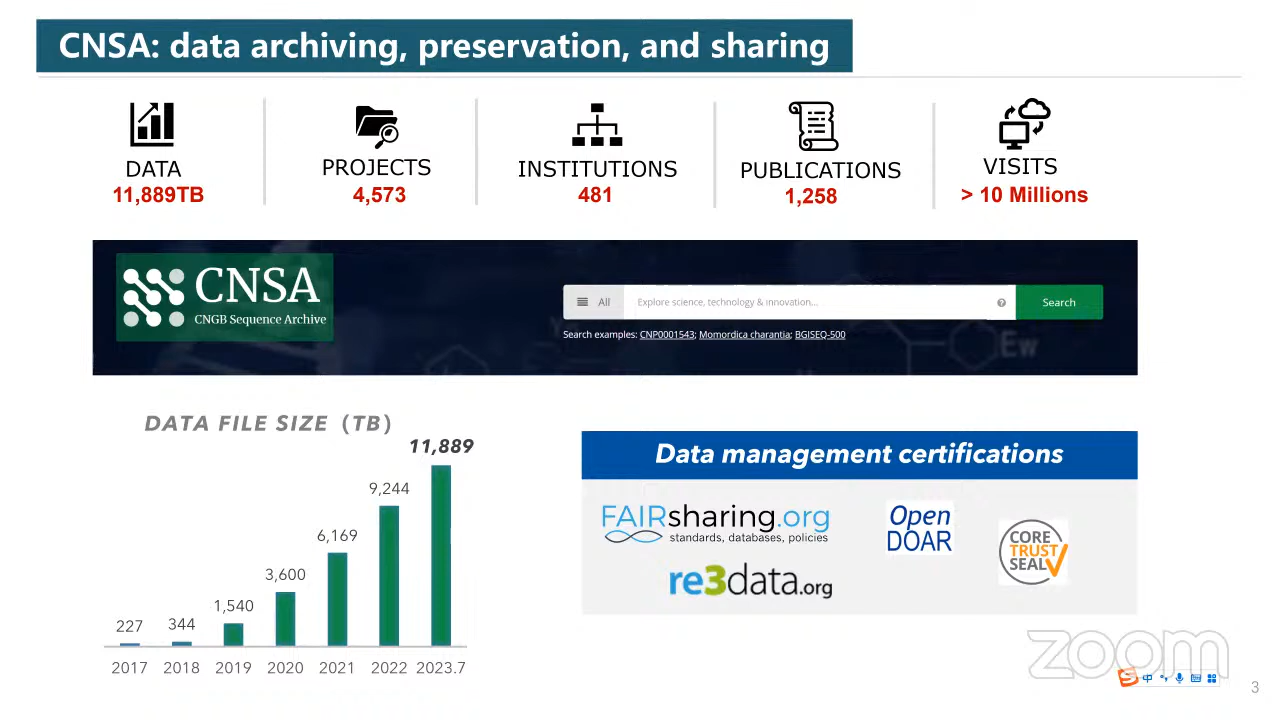 CNSA: data archiving, preservation, and sharing
DATA
11,889TB
PROJECTS
4,573
INSTITUTIONS
481
PUBLICATIONS
1,258
VISITS
> 10 Millions
CNSA
CNGB Sequence Archive
All
Explore science, technology & innovation...
Search
Search examples: CNP0001543; Momordica charantia; BGISEQ-500
Ew
DATA FILE SIZE（TB）
227
344
1,540
3,600
6,169
9,244
11,889
2017 2018 2019 2020 2021 2022 2023.7
Data management certifications
FAIRsharing.org
standards, databases, policies
re3data.org
Open
DOAR
CORE
TRUST
SEAL
zoom
中
3